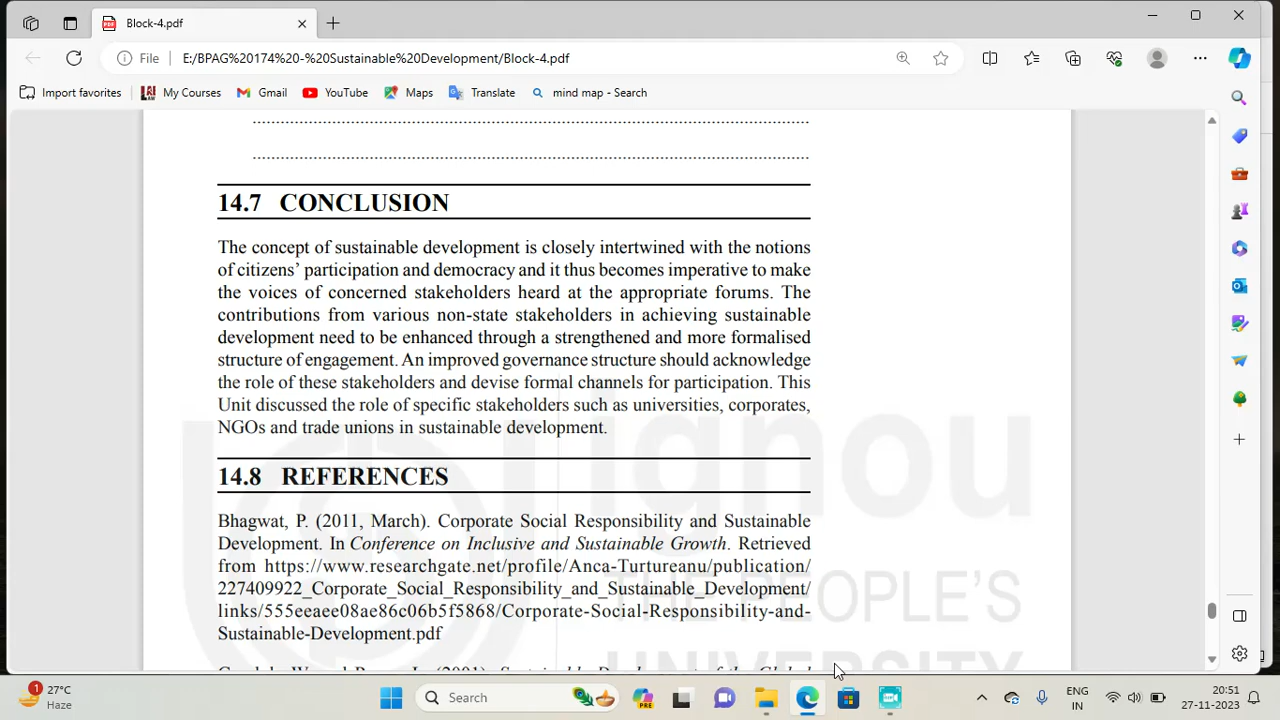 Block-4.pdf
File E:/BPAG%20174%20-%20Sustainable%20Development/Block-4.pdf
Import favorites My Courses Gmail YouTube Maps Translate mind map - Search
14.7 CONCLUSION
The concept of sustainable development is closely intertwined with the notions
of citizens’ participation and democracy and it thus becomes imperative to make
the voices of concerned stakeholders heard at the appropriate forums. The
contributions from various non-state stakeholders in achieving sustainable
development need to be enhanced through a strengthened and more formalised
structure of engagement. An improved governance structure should acknowledge
the role of these stakeholders and devise formal channels for participation. This
Unit discussed the role of specific stakeholders such as universities, corporates,
NGOs and trade unions in sustainable development.
14.8 REFERENCES
Bhagwat, P. (2011, March). Corporate Social Responsibility and Sustainable
Development. In Conference on Inclusive and Sustainable Growth. Retrieved
from https://www.researchgate.net/profile/Anca-Turtureanu/publication/
227409922_Corporate_Social_Responsibility_and_Sustainable_Development/
links/555eeaee08ae86c06b5f5868/Corporate-Social-Responsibility-and-
Sustainable-Development.pdf
ignou
THE PEOPLE’S
UNIVERSITY
1
27°C
Haze
Search
PRE
ENG
IN
20:51
27-11-2023